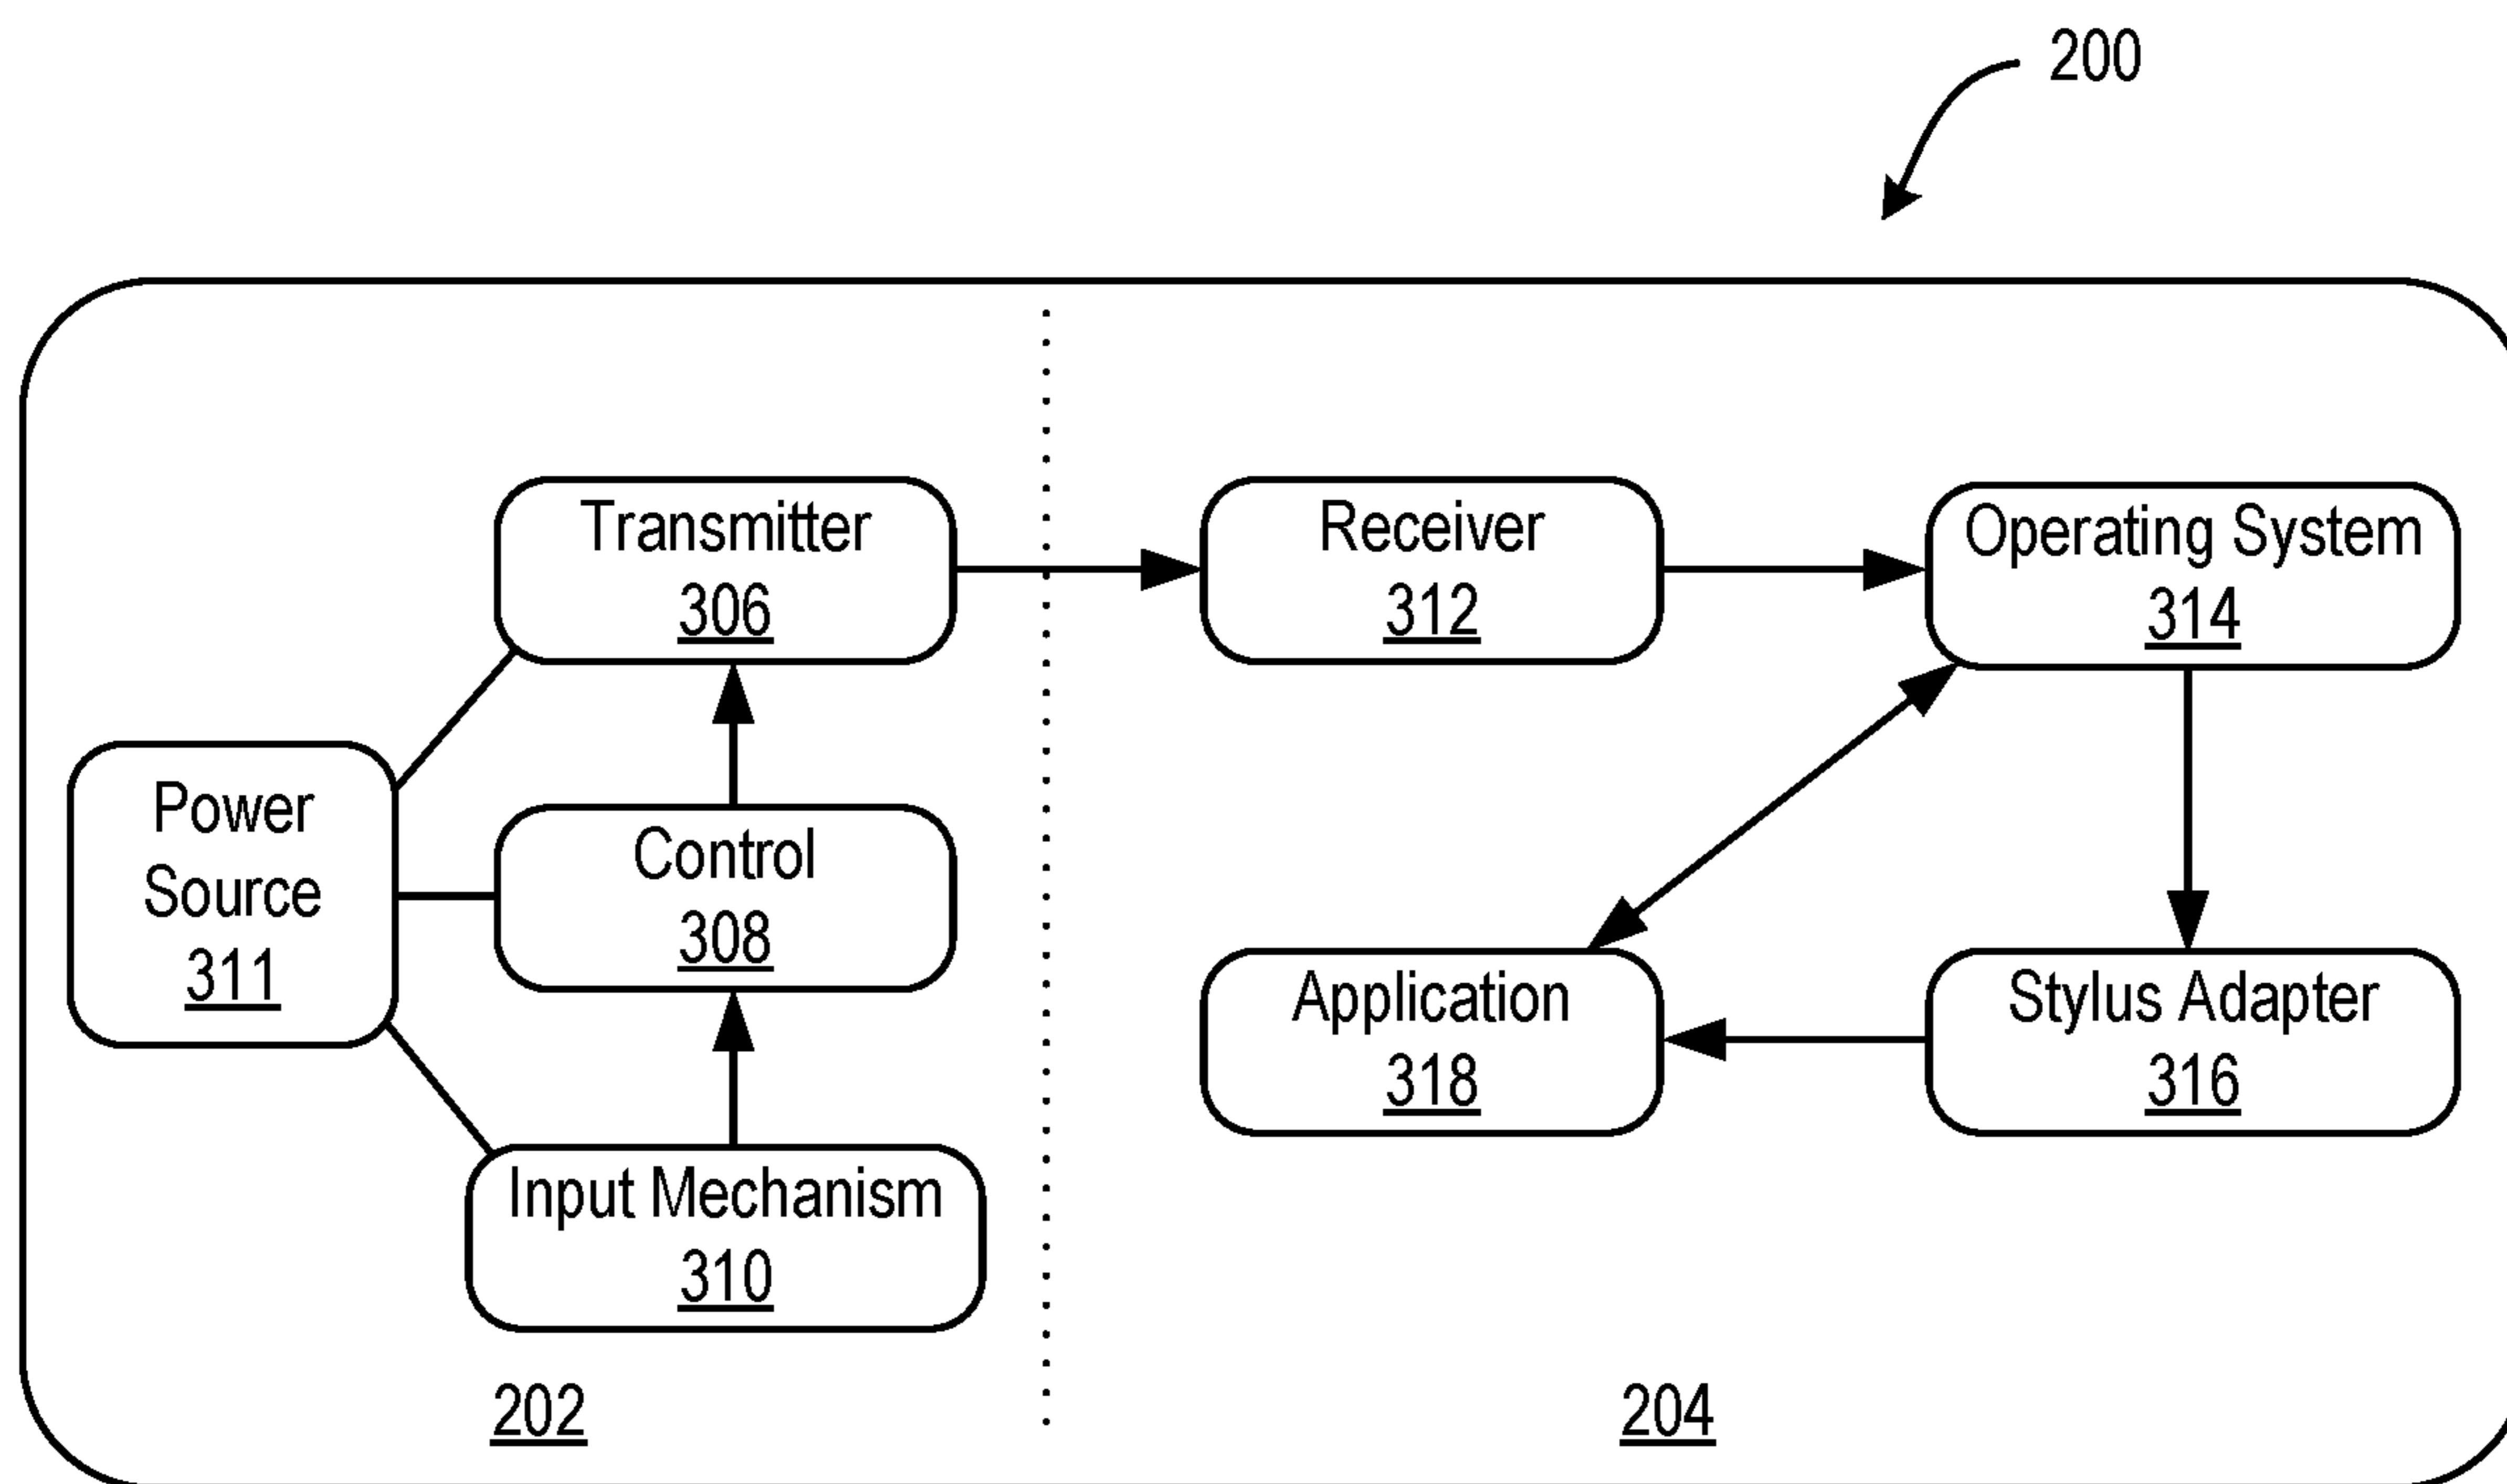 200
Transmitter
306
Receiver
312
Operating System
314
Power
Source
311
Control
308
Application
318
Stylus Adapter
316
Input Mechanism
310
202
204